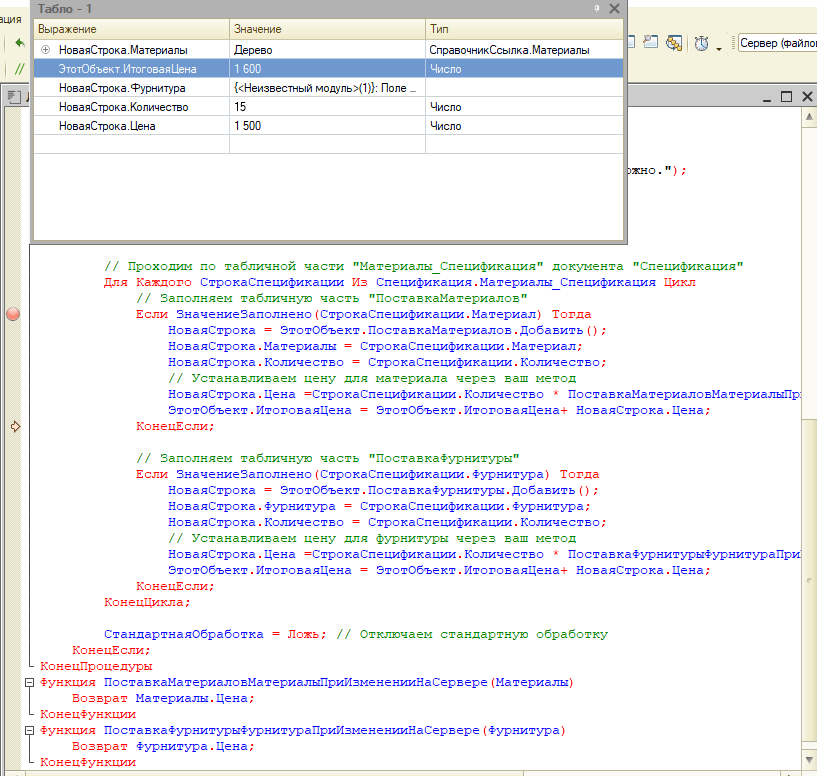 ация
Табло - 1
Выражение Значение Тип
НоваяСтрока.Материалы Дерево СправочникСсылка.Материалы
ЭтотОбъект.ИтоговаяЦена 1 600 Число
НоваяСтрока.Фурнитура {<Неизвестный модуль>(1)}: Поле ...
НоваяСтрока.Количество 15 Число
НоваяСтрока.Цена 1 500 Число
Сервер (файлов
//
ожно.");
// Проходим по табличной части "Материалы_Спецификация" документа "Спецификация"
Для Каждого СтрокаСпецификации Из Спецификация.Материалы_Спецификация Цикл
// Заполняем табличную часть "ПоставкаМатериалов"
Если ЗначениеЗаполнено(СтрокаСпецификации.Материал) Тогда
НоваяСтрока = ЭтотОбъект.ПоставкаМатериалов.Добавить();
НоваяСтрока.Материалы = СтрокаСпецификации.Материал;
НоваяСтрока.Количество = СтрокаСпецификации.Количество;
// Устанавливаем цену для материала через ваш метод
НоваяСтрока.Цена =СтрокаСпецификации.Количество * ПоставкаМатериаловМатериалыПри
ЭтотОбъект.ИтоговаяЦена = ЭтотОбъект.ИтоговаяЦена+ НоваяСтрока.Цена;
КонецЕсли;
// Заполняем табличную часть "ПоставкаФурнитуры"
Если ЗначениеЗаполнено(СтрокаСпецификации.Фурнитура) Тогда
НоваяСтрока = ЭтотОбъект.ПоставкаФурнитуры.Добавить();
НоваяСтрока.Фурнитура = СтрокаСпецификации.Фурнитура;
НоваяСтрока.Количество = СтрокаСпецификации.Количество;
// Устанавливаем цену для фурнитуры через ваш метод
НоваяСтрока.Цена =СтрокаСпецификации.Количество * ПоставкаФурнитурыФурнитураПри
ЭтотОбъект.ИтоговаяЦена = ЭтотОбъект.ИтоговаяЦена+ НоваяСтрока.Цена;
КонецЕсли;
КонецЦикла;
СтандартнаяОбработка = Ложь; // Отключаем стандартную обработку
КонецЕсли;
КонецПроцедуры
Функция ПоставкаМатериаловМатериалыПриИзмененииНаСервере(Материалы)
Возврат Материалы.Цена;
КонецФункции
Функция ПоставкаФурнитурыФурнитураПриИзмененииНаСервере(Фурнитура)
Возврат Фурнитура.Цена;
КонецФункции